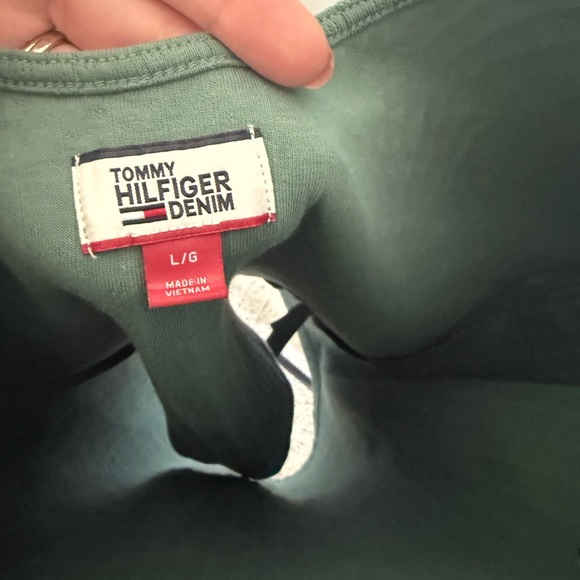 TOMMY
HILFIGER
DENIM
L/G
MADE IN
VIETNAM